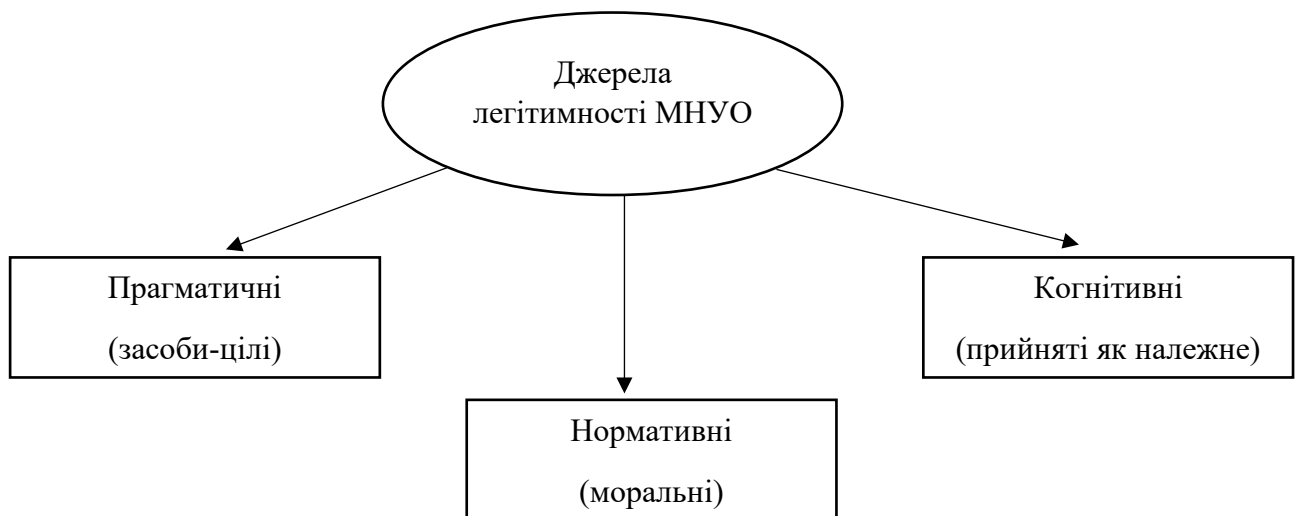 Джерела
легітимності МНУО
Прагматичні
(засоби-цілі)
Когнітивні
(прийняті як належне)
Нормативні
(моральні)